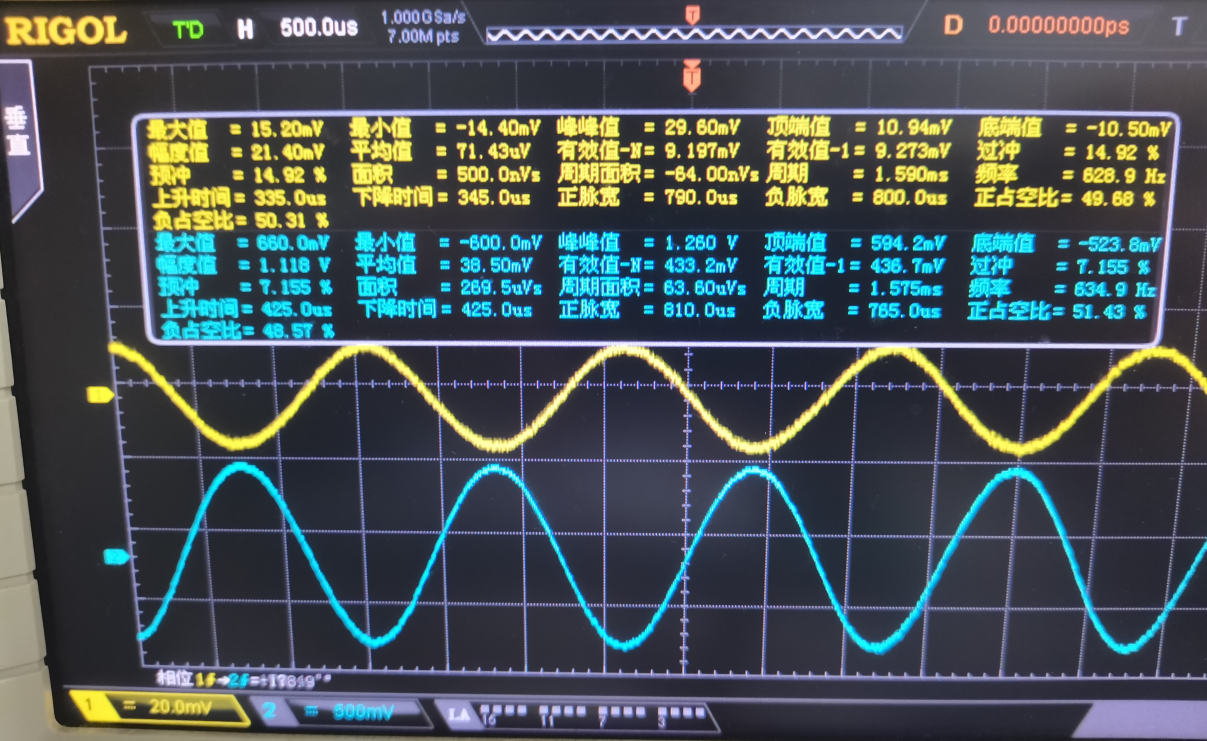 RIGOL T'D H 500.0us 1.000GSa/s 7.00M pts T D 0.00000000ps T
T
垂直
最大值 = 15.20mV 最小值 = -14.40mV 峰峰值 = 29.60mV 顶端值 = 10.94mV 底端值 = -10.50mV
幅度值 = 21.40mV 平均值 = 71.43uV 有效值-N= 9.197mV 有效值-1= 9.273mV 过冲 = 14.92 %
预冲 = 14.92 % 面积 = 500.0nVs 周期面积= -64.00nVs 周期 = 1.590ms 频率 = 628.9 Hz
上升时间= 335.0us 下降时间= 345.0us 正脉宽 = 790.0us 负脉宽 = 800.0us 正占空比= 49.68 %
负占空比= 50.31 %
最大值 = 660.0mV 最小值 = -600.0mV 峰峰值 = 1.260 V 顶端值 = 594.2mV 底端值 = -523.8mV
幅度值 = 1.118 V 平均值 = 38.50mV 有效值-N= 433.2mV 有效值-1= 436.7mV 过冲 = 7.155 %
预冲 = 7.155 % 面积 = 269.5uVs 周期面积= 63.60uVs 周期 = 1.575ms 频率 = 634.9 Hz
上升时间= 425.0us 下降时间= 425.0us 正脉宽 = 810.0us 负脉宽 = 765.0us 正占空比= 51.43 %
负占空比= 48.57 %
1
2
相位1f→2f=
1 = 20.0mV 2 = 500mV LA 15 11 7 3